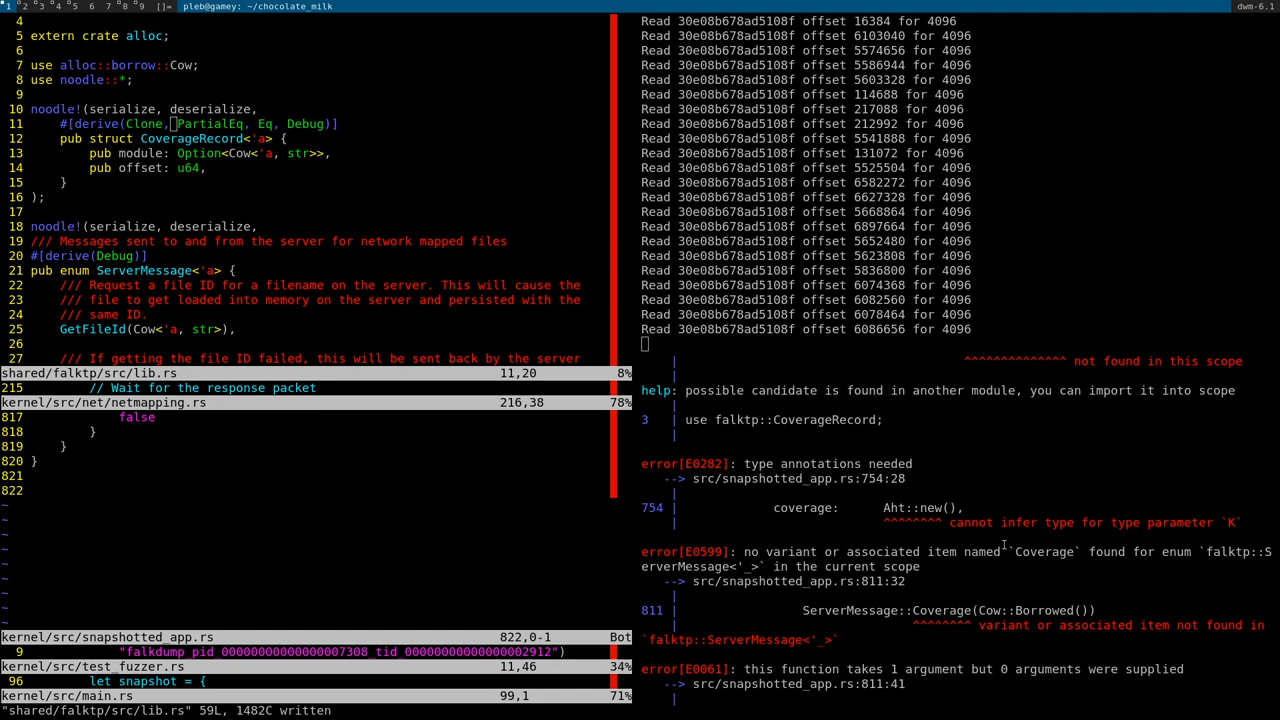 1 2 3 4 5 6 7 8 9 []= pleb@gamey: ~/chocolate_milk dwm-6.1
4
5 extern crate alloc;
6
7 use alloc::borrow::Cow;
8 use noodle::*;
9
10 noodle!(serialize, deserialize,
11     #[derive(Clone, PartialEq, Eq, Debug)]
12     pub struct CoverageRecord<'a> {
13         pub module: Option<Cow<'a, str>>,
14         pub offset: u64,
15     }
16 );
17
18 noodle!(serialize, deserialize,
19 /// Messages sent to and from the server for network mapped files
20 #[derive(Debug)]
21 pub enum ServerMessage<'a> {
22     /// Request a file ID for a filename on the server. This will cause the
23     /// file to get loaded into memory on the server and persisted with the
24     /// same ID.
25     GetFileId(Cow<'a, str>),
26
27     /// If getting the file ID failed, this will be sent back by the server
shared/falktp/src/lib.rs 11,20 8%
215         // Wait for the response packet
kernel/src/net/netmapping.rs 216,38 78%
817             false
818         }
819     }
820 }
821
822
~
~
~
~
~
~
~
~
~
kernel/src/snapshotted_app.rs 822,0-1 Bot
9             "falkdump_pid_00000000000000007308_tid_00000000000000002912")
kernel/src/test_fuzzer.rs 11,46 34%
96         let snapshot = {
kernel/src/main.rs 99,1 71%
"shared/falktp/src/lib.rs" 59L, 1482C written
Read 30e08b678ad5108f offset 16384 for 4096
Read 30e08b678ad5108f offset 6103040 for 4096
Read 30e08b678ad5108f offset 5574656 for 4096
Read 30e08b678ad5108f offset 5586944 for 4096
Read 30e08b678ad5108f offset 5603328 for 4096
Read 30e08b678ad5108f offset 114688 for 4096
Read 30e08b678ad5108f offset 217088 for 4096
Read 30e08b678ad5108f offset 212992 for 4096
Read 30e08b678ad5108f offset 5541888 for 4096
Read 30e08b678ad5108f offset 131072 for 4096
Read 30e08b678ad5108f offset 5525504 for 4096
Read 30e08b678ad5108f offset 6582272 for 4096
Read 30e08b678ad5108f offset 6627328 for 4096
Read 30e08b678ad5108f offset 5668864 for 4096
Read 30e08b678ad5108f offset 6897664 for 4096
Read 30e08b678ad5108f offset 5652480 for 4096
Read 30e08b678ad5108f offset 5623808 for 4096
Read 30e08b678ad5108f offset 5836800 for 4096
Read 30e08b678ad5108f offset 6074368 for 4096
Read 30e08b678ad5108f offset 6082560 for 4096
Read 30e08b678ad5108f offset 6078464 for 4096
Read 30e08b678ad5108f offset 6086656 for 4096
| ^^^^^^^^^^^^^^ not found in this scope
|
help: possible candidate is found in another module, you can import it into scope
|
3   | use falktp::CoverageRecord;
|
error[E0282]: type annotations needed
--> src/snapshotted_app.rs:754:28
|
754 |             coverage:      Aht::new(),
|                            ^^^^^^^^ cannot infer type for type parameter `K`
error[E0599]: no variant or associated item named `Coverage` found for enum `falktp::S
erverMessage<'_>` in the current scope
--> src/snapshotted_app.rs:811:32
|
811 |                 ServerMessage::Coverage(Cow::Borrowed())
|                                ^^^^^^^^ variant or associated item not found in
`falktp::ServerMessage<'_>`
error[E0061]: this function takes 1 argument but 0 arguments were supplied
--> src/snapshotted_app.rs:811:41
|